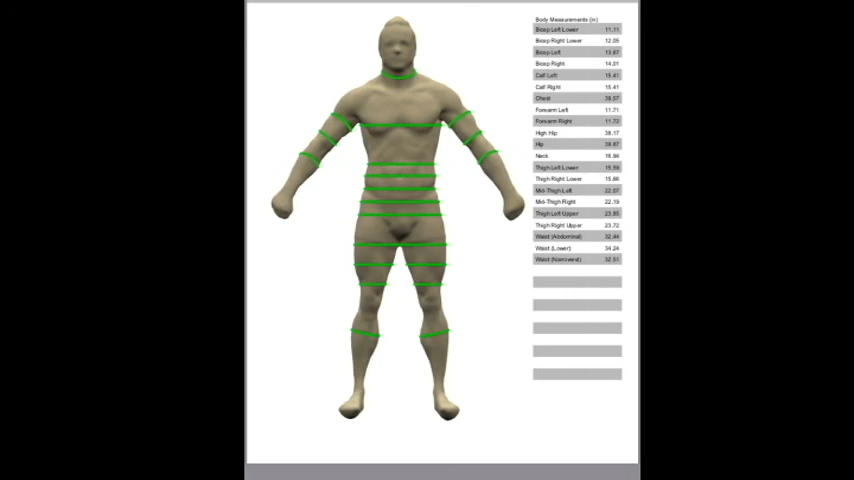 Body Measurements (in)
Bicep Left Lower 11.11
Bicep Right Lower 12.05
Bicep Left 13.67
Bicep Right 14.01
Calf Left 15.41
Calf Right 15.41
Chest 38.57
Forearm Left 11.71
Forearm Right 11.72
High Hip 38.17
Hip 38.87
Neck
Thigh Left Lower 15.59
Thigh Right Lower 15.66
Mid-Thigh Left 22.07
Mid-Thigh Right 22.19
Thigh Left Upper 23.95
Thigh Right Upper 23.72
Waist (Abdominal) 32.44
Waist (Lower) 34.24
Waist (Narrowest) 32.51